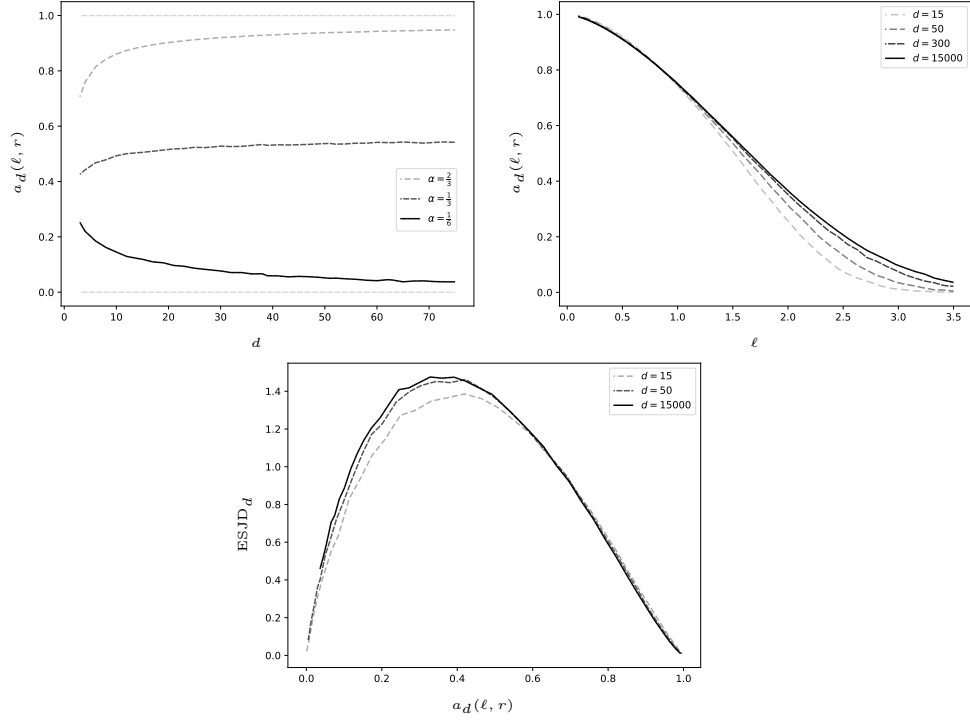 1.0
0.8
0.6
0.4
0.2
0.0
a_d(ℓ, r)
α = 2/3
α = 1/3
α = 1/6
0 10 20 30 40 50 60 70
d
1.0
0.8
0.6
0.4
0.2
0.0
a_d(ℓ, r)
d = 15
d = 50
d = 300
d = 15000
0.0 0.5 1.0 1.5 2.0 2.5 3.0 3.5
ℓ
1.4
1.2
1.0
0.8
0.6
0.4
0.2
0.0
ESJD_d
d = 15
d = 50
d = 15000
0.0 0.2 0.4 0.6 0.8 1.0
a_d(ℓ, r)